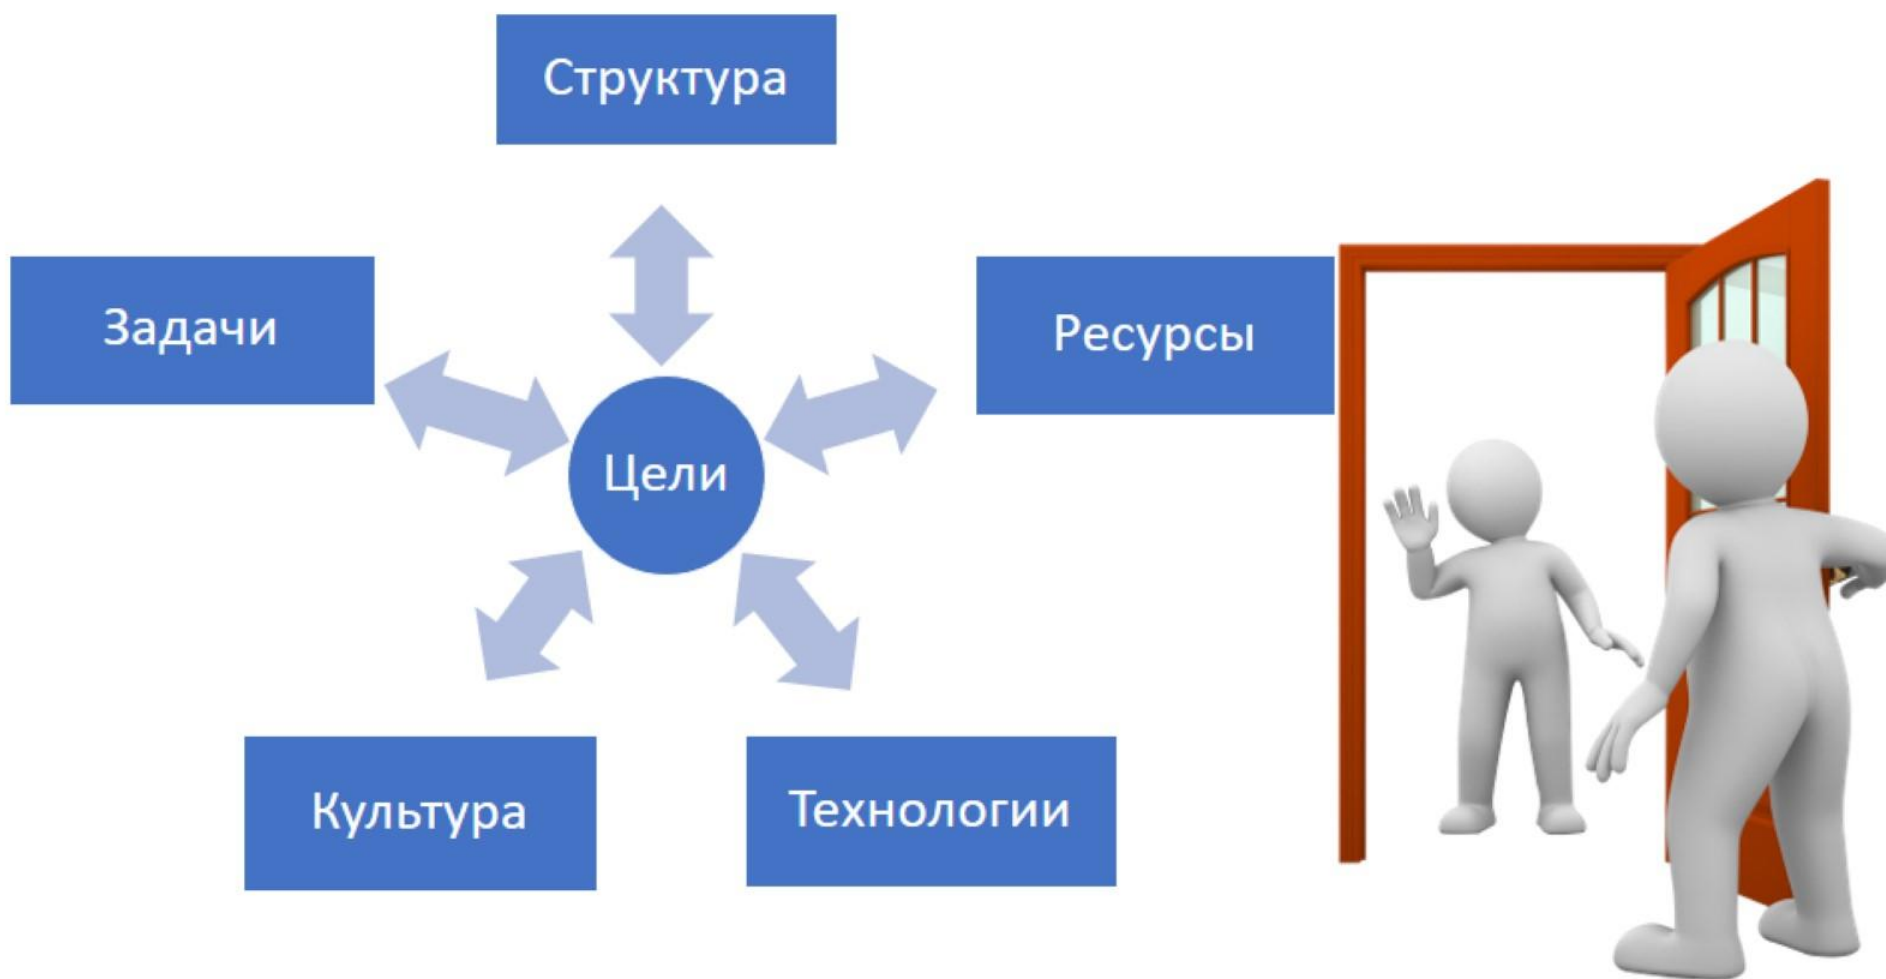 Структура
Задачи
Ресурсы
Цели
Культура
Технологии